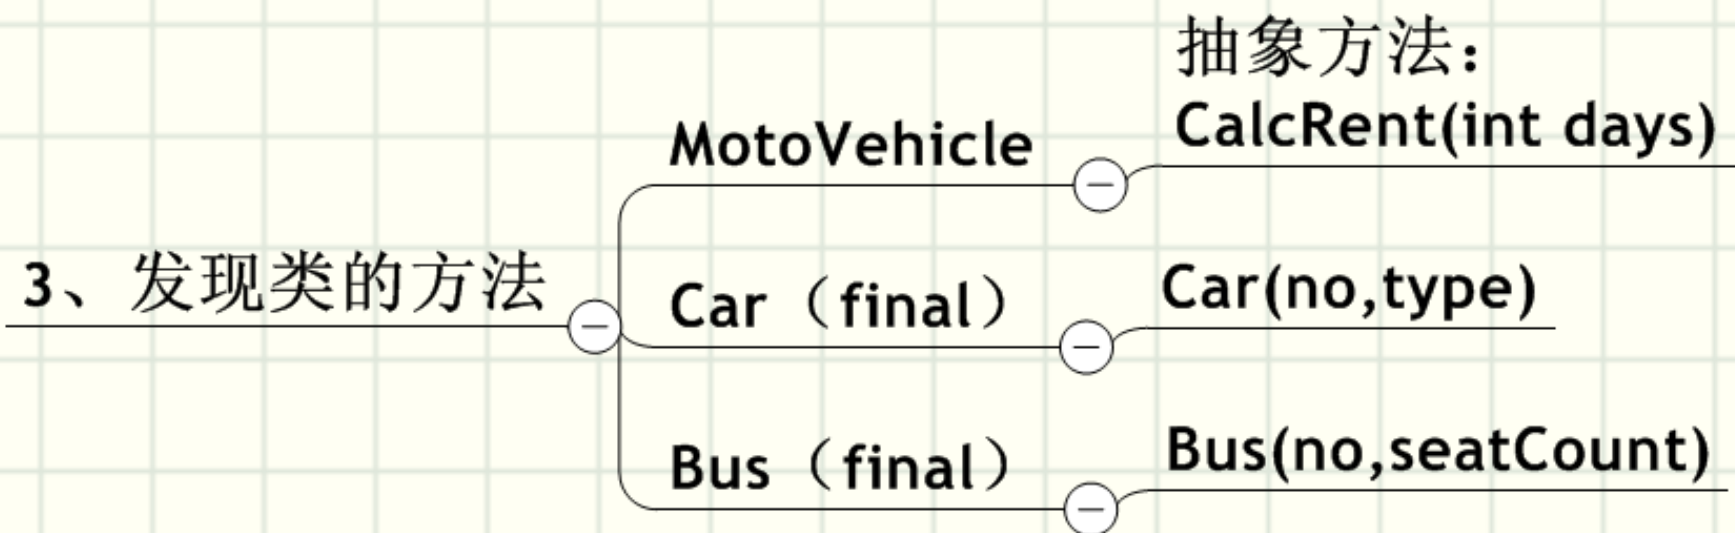 3、发现类的方法
MotoVehicle
抽象方法：
CalcRent(int days)
Car（final）
Car(no,type)
Bus（final）
Bus(no,seatCount)